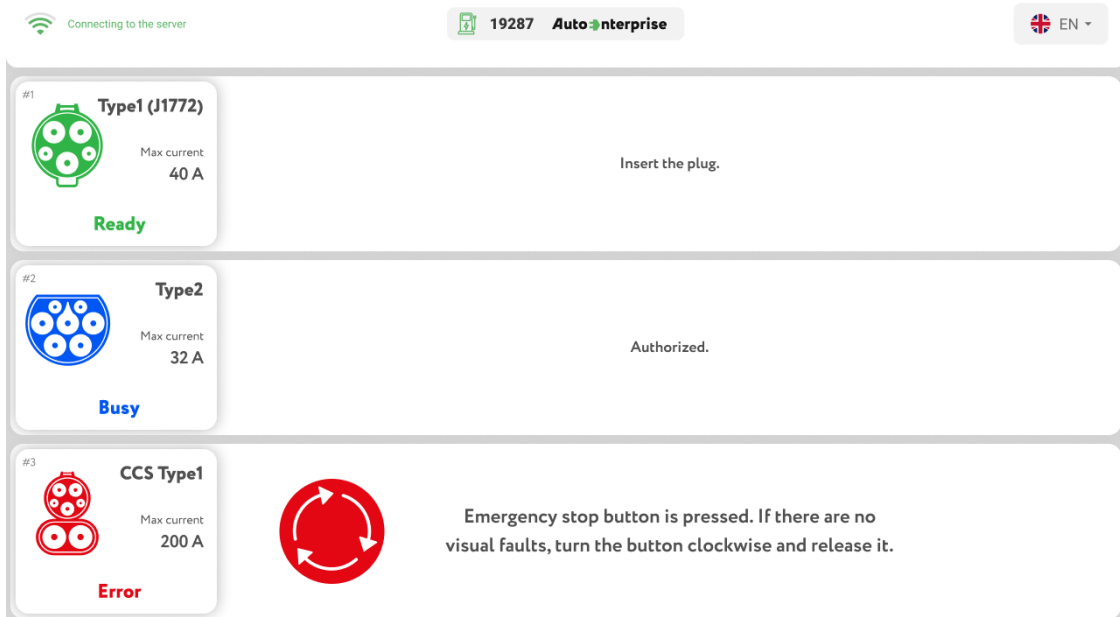 Connecting to the server
19287 Auto Enterprise
EN
#1
Type1 (J1772)
Max current
40 A
Ready
Insert the plug.
#2
Type2
Max current
32 A
Busy
Authorized.
#3
CCS Type1
Max current
200 A
Error
Emergency stop button is pressed. If there are no
visual faults, turn the button clockwise and release it.